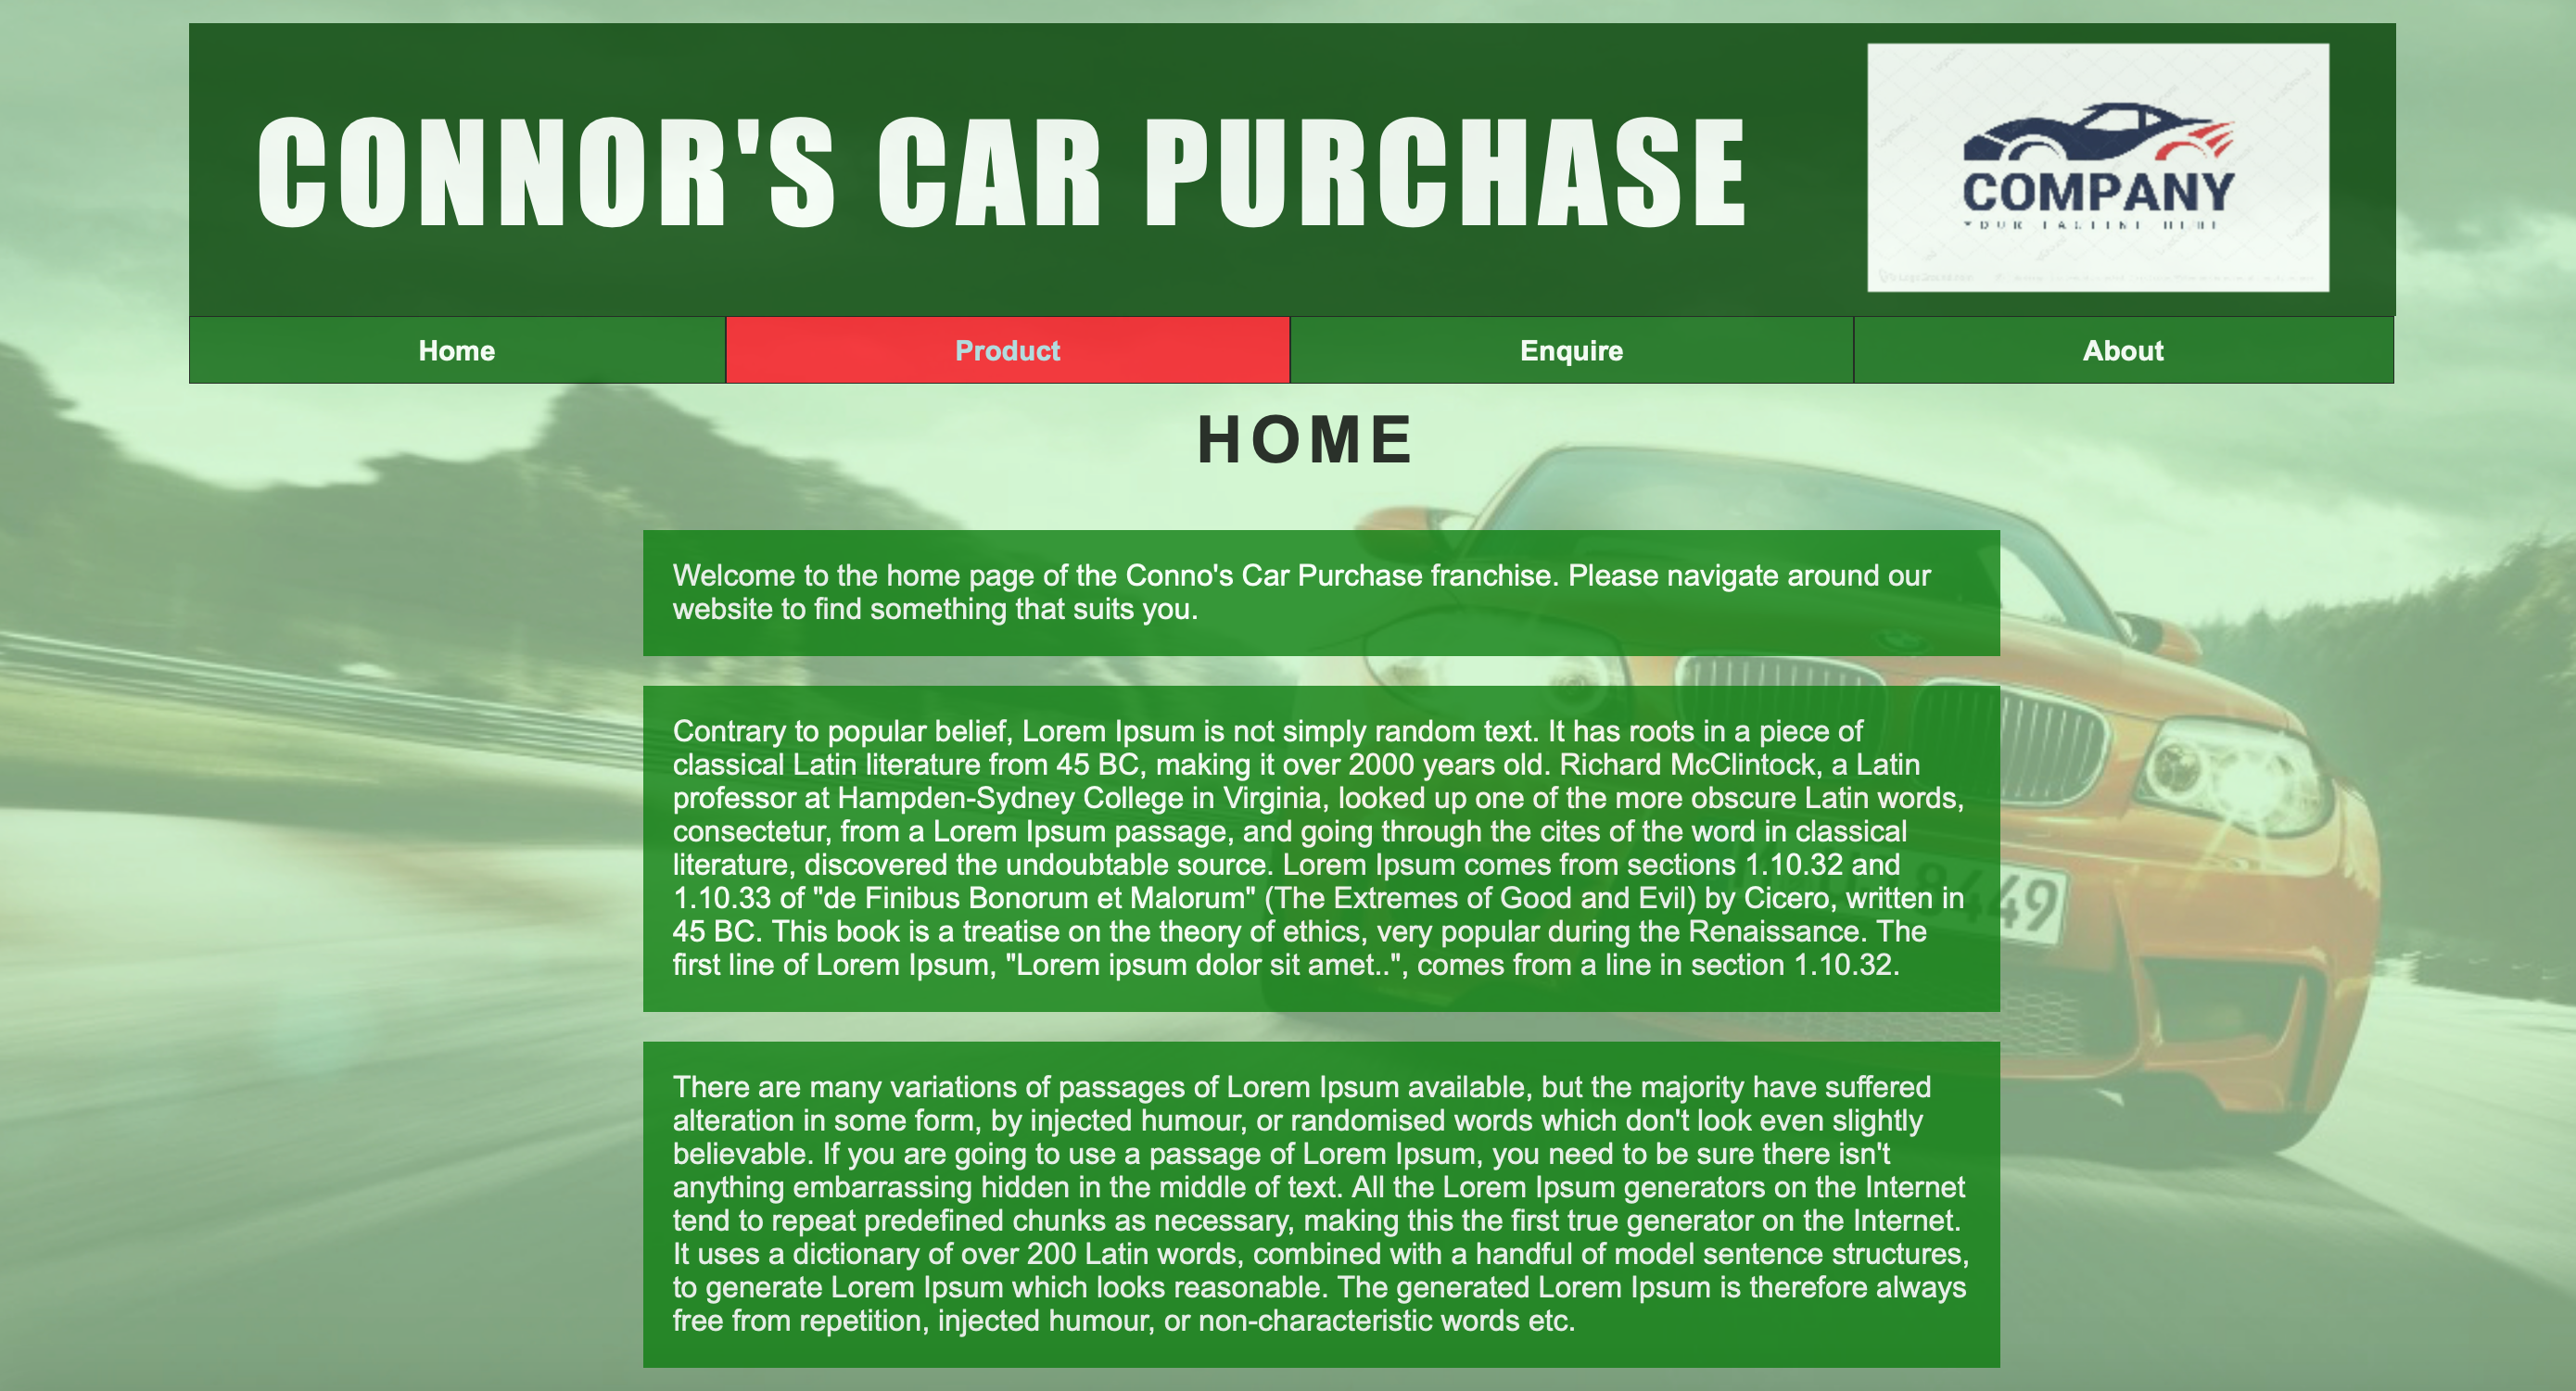 CONNOR'S CAR PURCHASE
COMPANY
Home
Product
Enquire
About
HOME
Welcome to the home page of the Conno's Car Purchase franchise. Please navigate around our
website to find something that suits you.
Contrary to popular belief, Lorem Ipsum is not simply random text. It has roots in a piece of
classical Latin literature from 45 BC, making it over 2000 years old. Richard McClintock, a Latin
professor at Hampden-Sydney College in Virginia, looked up one of the more obscure Latin words,
consectetur, from a Lorem Ipsum passage, and going through the cites of the word in classical
literature, discovered the undoubtable source. Lorem Ipsum comes from sections 1.10.32 and
1.10.33 of "de Finibus Bonorum et Malorum" (The Extremes of Good and Evil) by Cicero, written in
45 BC. This book is a treatise on the theory of ethics, very popular during the Renaissance. The
first line of Lorem Ipsum, "Lorem ipsum dolor sit amet..", comes from a line in section 1.10.32.
There are many variations of passages of Lorem Ipsum available, but the majority have suffered
alteration in some form, by injected humour, or randomised words which don't look even slightly
believable. If you are going to use a passage of Lorem Ipsum, you need to be sure there isn't
anything embarrassing hidden in the middle of text. All the Lorem Ipsum generators on the Internet
tend to repeat predefined chunks as necessary, making this the first true generator on the Internet.
It uses a dictionary of over 200 Latin words, combined with a handful of model sentence structures,
to generate Lorem Ipsum which looks reasonable. The generated Lorem Ipsum is therefore always
free from repetition, injected humour, or non-characteristic words etc.